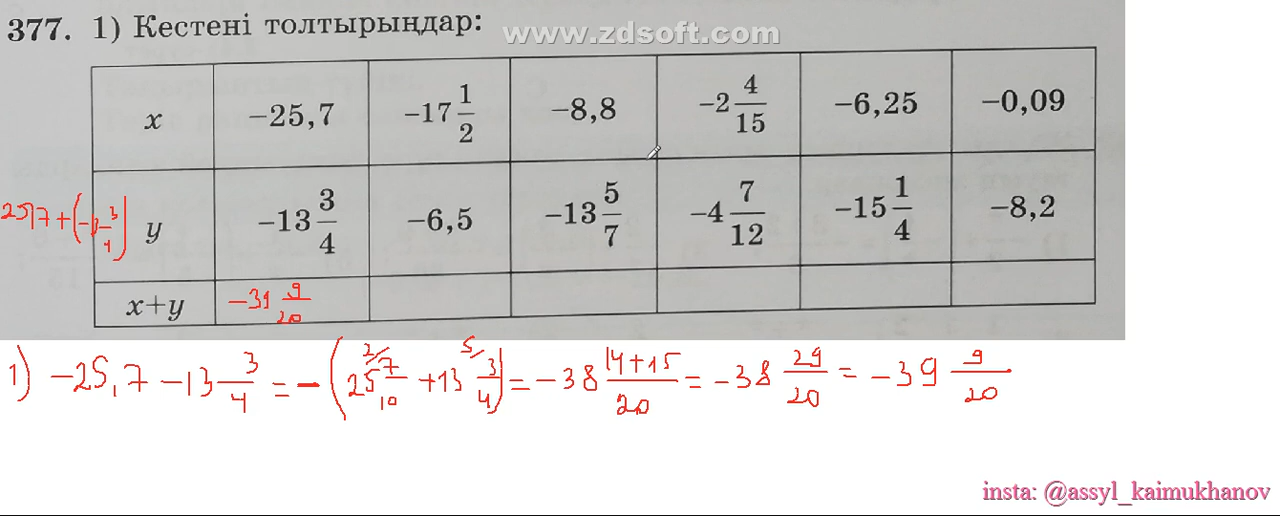 377. 1) Кестені толтырыңдар:
www.zdsoft.com
x −25,7 −17 1/2 −8,8 −2 4/15 −6,25 −0,09
25,7+(−13 3/4)
y −13 3/4 −6,5 −13 5/7 −4 7/12 −15 1/4 −8,2
x+y −39 9/20
1) −25,7 −13 3/4 = −(25 7/10 2/ + 13 3/4 5/) = −38 14+15/20 = −38 29/20 = −39 9/20
insta: @assyl_kaimukhanov